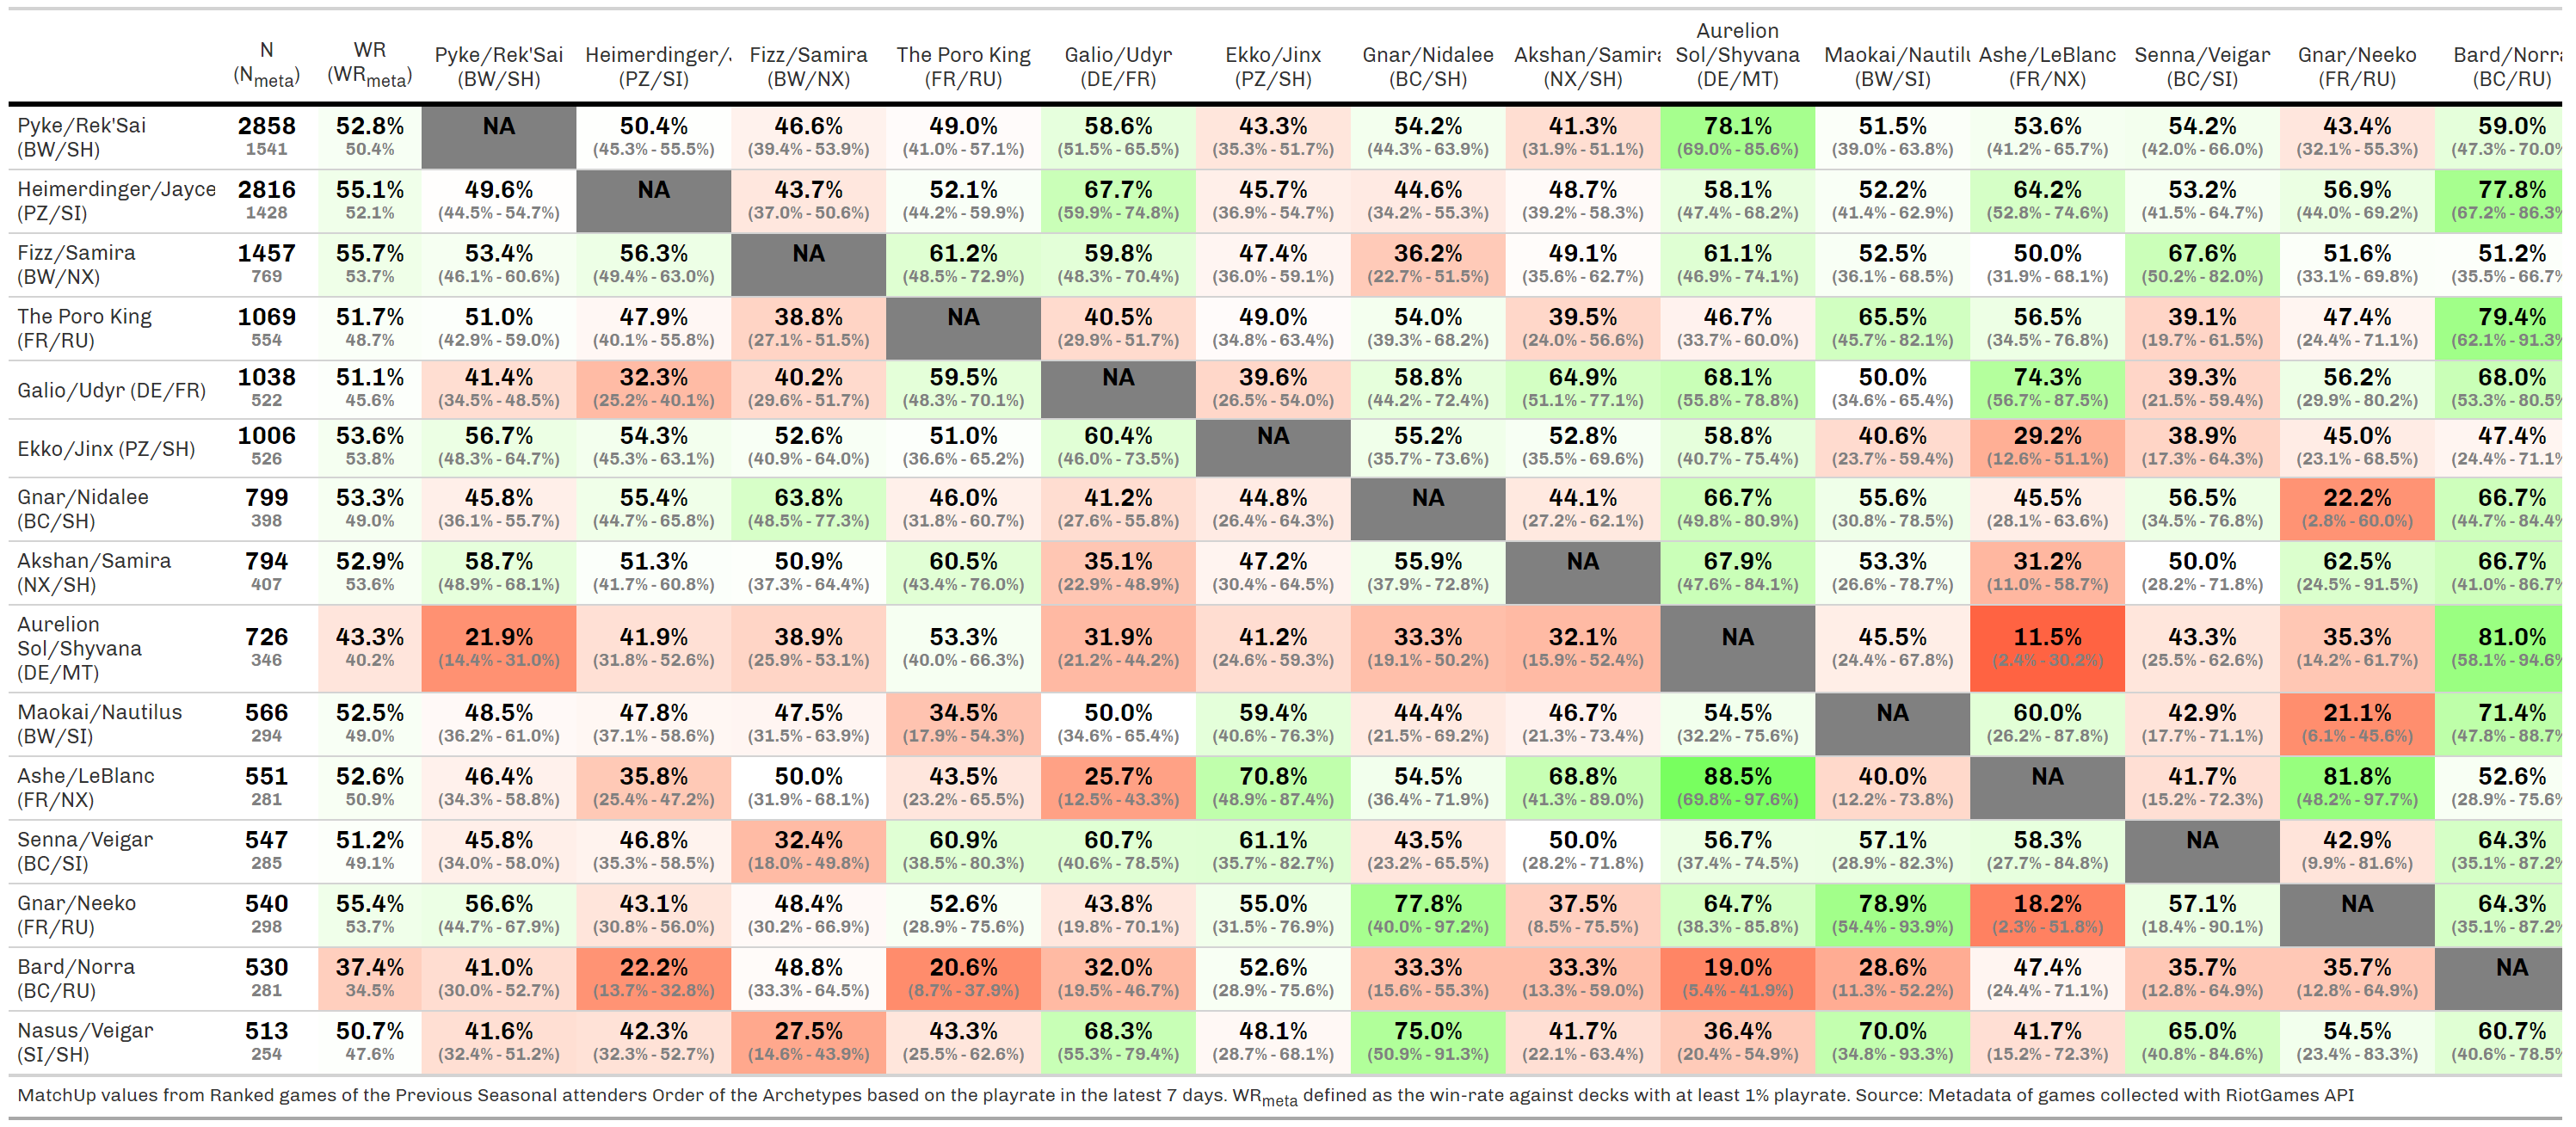 N (Nmeta) WR (WRmeta) Pyke/Rek'Sai (BW/SH) Heimerdinger/J (PZ/SI) Fizz/Samira (BW/NX) The Poro King (FR/RU) Galio/Udyr (DE/FR) Ekko/Jinx (PZ/SH) Gnar/Nidalee (BC/SH) Akshan/Samira (NX/SH) Aurelion Sol/Shyvana (DE/MT) Maokai/Nautilu (BW/SI) Ashe/LeBlanc (FR/NX) Senna/Veigar (BC/SI) Gnar/Neeko (FR/RU) Bard/Norra (BC/RU)
Pyke/Rek'Sai 2858 52.8% NA 50.4% 46.6% 49.0% 58.6% 43.3% 54.2% 41.3% 78.1% 51.5% 53.6% 54.2% 43.4% 59.0%
(BW/SH) 1541 50.4% (45.3% - 55.5%) (39.4% - 53.9%) (41.0% - 57.1%) (51.5% - 65.5%) (35.3% - 51.7%) (44.3% - 63.9%) (31.9% - 51.1%) (69.0% - 85.6%) (39.0% - 63.8%) (41.2% - 65.7%) (42.0% - 66.0%) (32.1% - 55.3%) (47.3% - 70.0%
Heimerdinger/Jayce 2816 55.1% 49.6% NA 43.7% 52.1% 67.7% 45.7% 44.6% 48.7% 58.1% 52.2% 64.2% 53.2% 56.9% 77.8%
(PZ/SI) 1428 52.1% (44.5% - 54.7%) (37.0% - 50.6%) (44.2% - 59.9%) (59.9% - 74.8%) (36.9% - 54.7%) (34.2% - 55.3%) (39.2% - 58.3%) (47.4% - 68.2%) (41.4% - 62.9%) (52.8% - 74.6%) (41.5% - 64.7%) (44.0% - 69.2%) (67.2% - 86.3%
Fizz/Samira 1457 55.7% 53.4% 56.3% NA 61.2% 59.8% 47.4% 36.2% 49.1% 61.1% 52.5% 50.0% 67.6% 51.6% 51.2%
(BW/NX) 769 53.7% (46.1% - 60.6%) (49.4% - 63.0%) (48.5% - 72.9%) (48.3% - 70.4%) (36.0% - 59.1%) (22.7% - 51.5%) (35.6% - 62.7%) (46.9% - 74.1%) (36.1% - 68.5%) (31.9% - 68.1%) (50.2% - 82.0%) (33.1% - 69.8%) (35.5% - 66.7%
The Poro King 1069 51.7% 51.0% 47.9% 38.8% NA 40.5% 49.0% 54.0% 39.5% 46.7% 65.5% 56.5% 39.1% 47.4% 79.4%
(FR/RU) 554 48.7% (42.9% - 59.0%) (40.1% - 55.8%) (27.1% - 51.5%) (29.9% - 51.7%) (34.8% - 63.4%) (39.3% - 68.2%) (24.0% - 56.6%) (33.7% - 60.0%) (45.7% - 82.1%) (34.5% - 76.8%) (19.7% - 61.5%) (24.4% - 71.1%) (62.1% - 91.3%
Galio/Udyr (DE/FR) 1038 51.1% 41.4% 32.3% 40.2% 59.5% NA 39.6% 58.8% 64.9% 68.1% 50.0% 74.3% 39.3% 56.2% 68.0%
522 45.6% (34.5% - 48.5%) (25.2% - 40.1%) (29.6% - 51.7%) (48.3% - 70.1%) (26.5% - 54.0%) (44.2% - 72.4%) (51.1% - 77.1%) (55.8% - 78.8%) (34.6% - 65.4%) (56.7% - 87.5%) (21.5% - 59.4%) (29.9% - 80.2%) (53.3% - 80.5%
Ekko/Jinx (PZ/SH) 1006 53.6% 56.7% 54.3% 52.6% 51.0% 60.4% NA 55.2% 52.8% 58.8% 40.6% 29.2% 38.9% 45.0% 47.4%
526 53.8% (48.3% - 64.7%) (45.3% - 63.1%) (40.9% - 64.0%) (36.6% - 65.2%) (46.0% - 73.5%) (35.7% - 73.6%) (35.5% - 69.6%) (40.7% - 75.4%) (23.7% - 59.4%) (12.6% - 51.1%) (17.3% - 64.3%) (23.1% - 68.5%) (24.4% - 71.1%
Gnar/Nidalee 799 53.3% 45.8% 55.4% 63.8% 46.0% 41.2% 44.8% NA 44.1% 66.7% 55.6% 45.5% 56.5% 22.2% 66.7%
(BC/SH) 398 49.0% (36.1% - 55.7%) (44.7% - 65.8%) (48.5% - 77.3%) (31.8% - 60.7%) (27.6% - 55.8%) (26.4% - 64.3%) (27.2% - 62.1%) (49.8% - 80.9%) (30.8% - 78.5%) (28.1% - 63.6%) (34.5% - 76.8%) (2.8% - 60.0%) (44.7% - 84.4%
Akshan/Samira 794 52.9% 58.7% 51.3% 50.9% 60.5% 35.1% 47.2% 55.9% NA 67.9% 53.3% 31.2% 50.0% 62.5% 66.7%
(NX/SH) 407 53.6% (48.9% - 68.1%) (41.7% - 60.8%) (37.3% - 64.4%) (43.4% - 76.0%) (22.9% - 48.9%) (30.4% - 64.5%) (37.9% - 72.8%) (47.6% - 84.1%) (26.6% - 78.7%) (11.0% - 58.7%) (28.2% - 71.8%) (24.5% - 91.5%) (41.0% - 86.7%
Aurelion Sol/Shyvana 726 43.3% 21.9% 41.9% 38.9% 53.3% 31.9% 41.2% 33.3% 32.1% NA 45.5% 11.5% 43.3% 35.3% 81.0%
(DE/MT) 346 40.2% (14.4% - 31.0%) (31.8% - 52.6%) (25.9% - 53.1%) (40.0% - 66.3%) (21.2% - 44.2%) (24.6% - 59.3%) (19.1% - 50.2%) (15.9% - 52.4%) (24.4% - 67.8%) (2.4% - 30.2%) (25.5% - 62.6%) (14.2% - 61.7%) (58.1% - 94.6%
Maokai/Nautilus 566 52.5% 48.5% 47.8% 47.5% 34.5% 50.0% 59.4% 44.4% 46.7% 54.5% NA 60.0% 42.9% 21.1% 71.4%
(BW/SI) 294 49.0% (36.2% - 61.0%) (37.1% - 58.6%) (31.5% - 63.9%) (17.9% - 54.3%) (34.6% - 65.4%) (40.6% - 76.3%) (21.5% - 69.2%) (21.3% - 73.4%) (32.2% - 75.6%) (26.2% - 87.8%) (17.7% - 71.1%) (6.1% - 45.6%) (47.8% - 88.7%
Ashe/LeBlanc 551 52.6% 46.4% 35.8% 50.0% 43.5% 25.7% 70.8% 54.5% 68.8% 88.5% 40.0% NA 41.7% 81.8% 52.6%
(FR/NX) 281 50.9% (34.3% - 58.8%) (25.4% - 47.2%) (31.9% - 68.1%) (23.2% - 65.5%) (12.5% - 43.3%) (48.9% - 87.4%) (36.4% - 71.9%) (41.3% - 89.0%) (69.8% - 97.6%) (12.2% - 73.8%) (15.2% - 72.3%) (48.2% - 97.7%) (28.9% - 75.6%
Senna/Veigar 547 51.2% 45.8% 46.8% 32.4% 60.9% 60.7% 61.1% 43.5% 50.0% 56.7% 57.1% 58.3% NA 42.9% 64.3%
(BC/SI) 285 49.1% (34.0% - 58.0%) (35.3% - 58.5%) (18.0% - 49.8%) (38.5% - 80.3%) (40.6% - 78.5%) (35.7% - 82.7%) (23.2% - 65.5%) (28.2% - 71.8%) (37.4% - 74.5%) (28.9% - 82.3%) (27.7% - 84.8%) (9.9% - 81.6%) (35.1% - 87.2%
Gnar/Neeko 540 55.4% 56.6% 43.1% 48.4% 52.6% 43.8% 55.0% 77.8% 37.5% 64.7% 78.9% 18.2% 57.1% NA 64.3%
(FR/RU) 298 53.7% (44.7% - 67.9%) (30.8% - 56.0%) (30.2% - 66.9%) (28.9% - 75.6%) (19.8% - 70.1%) (31.5% - 76.9%) (40.0% - 97.2%) (8.5% - 75.5%) (38.3% - 85.8%) (54.4% - 93.9%) (2.3% - 51.8%) (18.4% - 90.1%) (35.1% - 87.2%
Bard/Norra 530 37.4% 41.0% 22.2% 48.8% 20.6% 32.0% 52.6% 33.3% 33.3% 19.0% 28.6% 47.4% 35.7% 35.7% NA
(BC/RU) 281 34.5% (30.0% - 52.7%) (13.7% - 32.8%) (33.3% - 64.5%) (8.7% - 37.9%) (19.5% - 46.7%) (28.9% - 75.6%) (15.6% - 55.3%) (13.3% - 59.0%) (5.4% - 41.9%) (11.3% - 52.2%) (24.4% - 71.1%) (12.8% - 64.9%) (12.8% - 64.9%)
Nasus/Veigar 513 50.7% 41.6% 42.3% 27.5% 43.3% 68.3% 48.1% 75.0% 41.7% 36.4% 70.0% 41.7% 65.0% 54.5% 60.7%
(SI/SH) 254 47.6% (32.4% - 51.2%) (32.3% - 52.7%) (14.6% - 43.9%) (25.5% - 62.6%) (55.3% - 79.4%) (28.7% - 68.1%) (50.9% - 91.3%) (22.1% - 63.4%) (20.4% - 54.9%) (34.8% - 93.3%) (15.2% - 72.3%) (40.8% - 84.6%) (23.4% - 83.3%) (40.6% - 78.5%
MatchUp values from Ranked games of the Previous Seasonal attenders Order of the Archetypes based on the playrate in the latest 7 days. WRmeta defined as the win-rate against decks with at least 1% playrate. Source: Metadata of games collected with RiotGames API